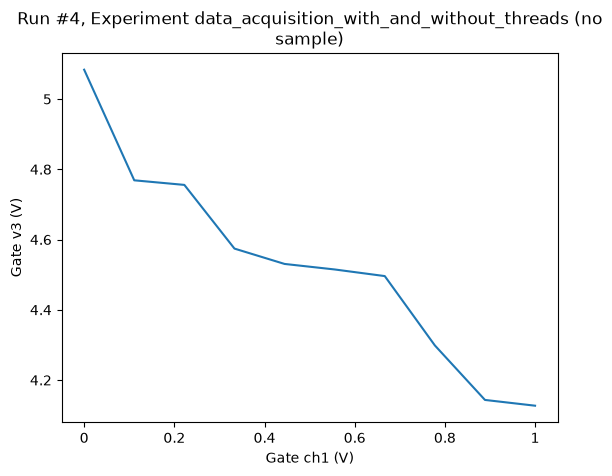 Run #4, Experiment data_acquisition_with_and_without_threads (no
sample)
5
4.8
4.6
4.4
4.2
Gate v3 (V)
0
0.2
0.4
0.6
0.8
1
Gate ch1 (V)